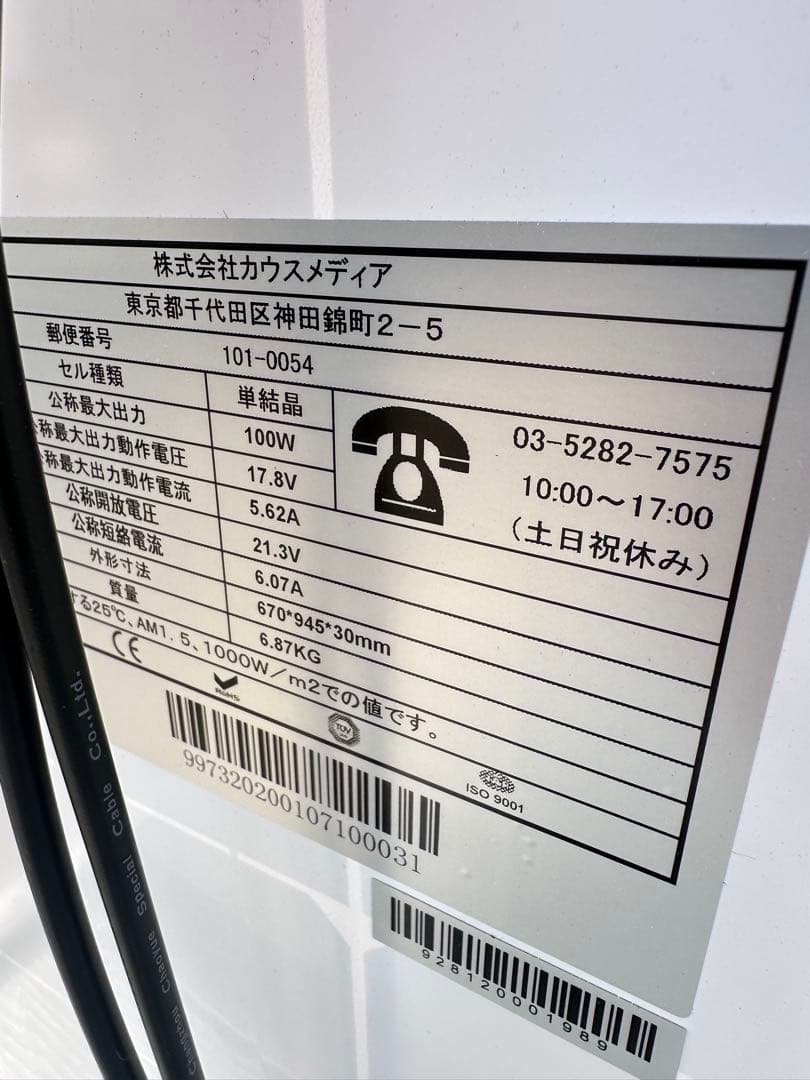 株式会社カウスメディア
東京都千代田区神田錦町2-5
郵便番号 101-0054
セル種類 単結晶
公称最大出力 100W
称最大出力動作電圧 17.8V
称最大出力動作電流 5.62A
公称開放電圧 21.3V
公称短絡電流 6.07A
外形寸法 670*945*30mm
質量 6.87KG
する25℃、AM1.5、1000W/m2での値です。
03-5282-7575
10:00～17:00
(土日祝休み)
CE
RoHS
TÜV
ISO 9001
997320200107100031
928120001989
Changzhou Chaoyue Special Cable Co.,Ltd.